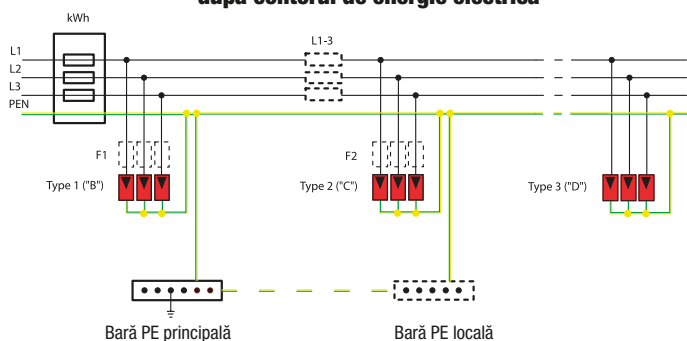 după contorul de energie electrică
kWh
L1-3
L1
L2
L3
PEN
F1
F2
Type 1 ("B")
Type 2 ("C")
Type 3 ("D")
Bară PE principală
Bară PE locală